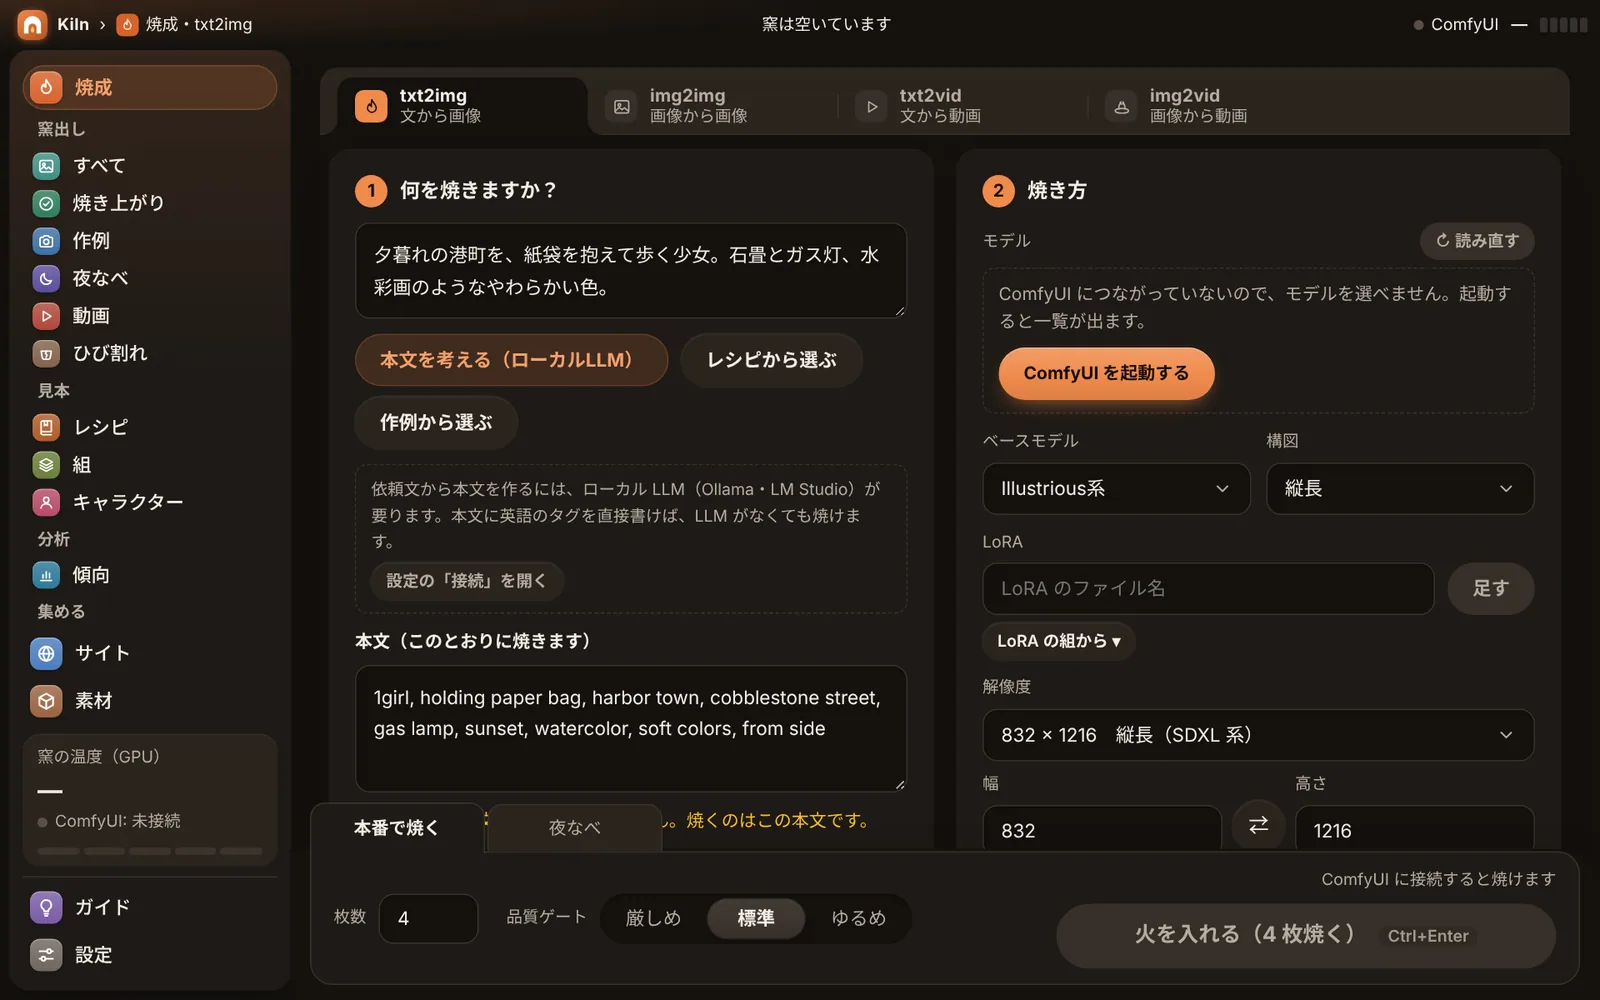 Kiln › 焼成・txt2img
窯は空いています
ComfyUI —
焼成
窯出し
すべて
焼き上がり
作例
夜なべ
動画
ひび割れ
見本
レシピ
組
キャラクター
分析
傾向
集める
サイト
素材
窯の温度（GPU）
—
ComfyUI: 未接続
ガイド
設定
txt2img
文から画像
img2img
画像から画像
txt2vid
文から動画
img2vid
画像から動画
1 何を焼きますか？
夕暮れの港町を、紙袋を抱えて歩く少女。石畳とガス灯、水
彩画のようなやわらかい色。
本文を考える（ローカルLLM）
レシピから選ぶ
作例から選ぶ
依頼文から本文を作るには、ローカル LLM（Ollama・LM Studio）が
要ります。本文に英語のタグを直接書けば、LLM がなくても焼けま
す。
設定の「接続」を開く
本文（このとおりに焼きます）
1girl, holding paper bag, harbor town, cobblestone street,
gas lamp, sunset, watercolor, soft colors, from side
。焼くのはこの本文です。
2 焼き方
モデル
読み直す
ComfyUI につながっていないので、モデルを選べません。起動す
ると一覧が出ます。
ComfyUI を起動する
ベースモデル
構図
Illustrious系
縦長
LoRA
LoRA のファイル名
足す
LoRA の組から ▾
解像度
832 × 1216 縦長（SDXL 系）
幅
高さ
832
1216
本番で焼く
夜なべ
枚数
4
品質ゲート
厳しめ
標準
ゆるめ
ComfyUI に接続すると焼けます
火を入れる（4 枚焼く） Ctrl+Enter